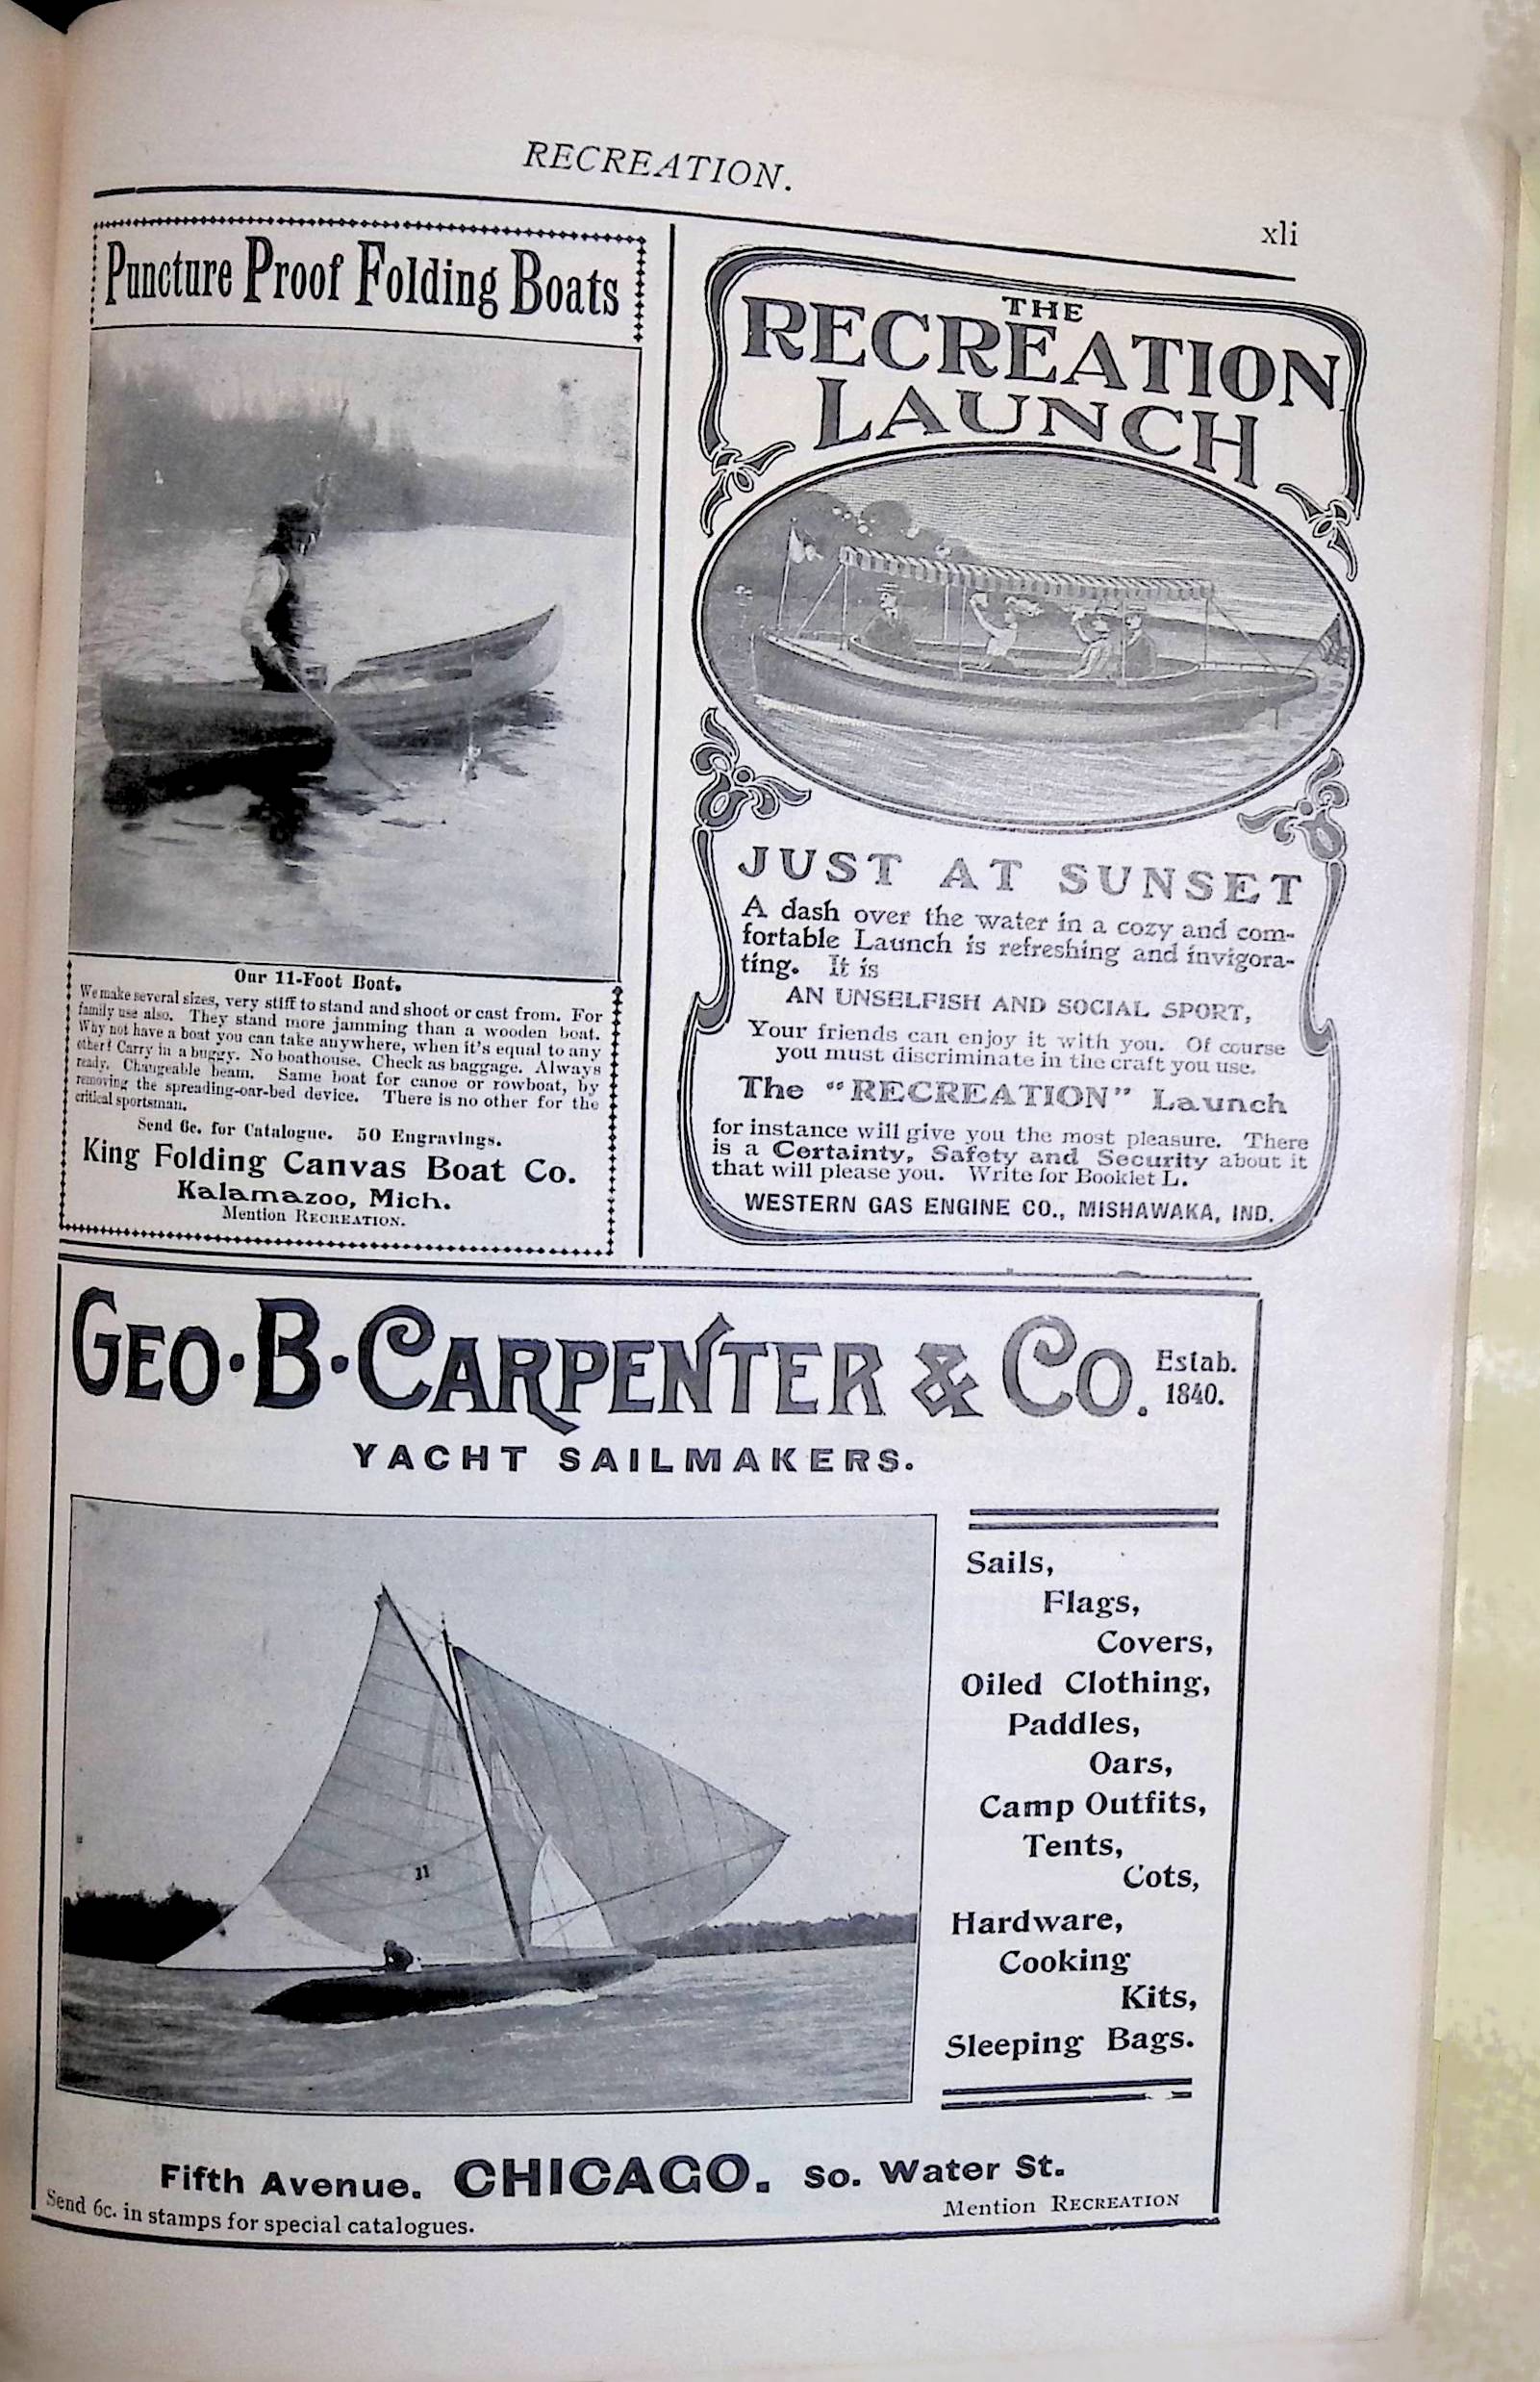 RECREATION.
xli
Puncture Proof Folding Boats
Our 11-Foot Boat.
We make several sizes, very stiff to stand and shoot or cast from. For
family use also. They stand more jamming than a wooden boat.
Why not have a boat you can take anywhere, when it's equal to any
other? Carry in a buggy. No boathouse. Check as baggage. Always
ready. Changeable beam. Same boat for canoe or rowboat, by
removing the spreading-oar-bed device. There is no other for the
critical sportsman.
Send 6c. for Catalogue. 50 Engravings.
King Folding Canvas Boat Co.
Kalamazoo, Mich.
Mention RECREATION.
THE
RECREATION
LAUNCH
JUST AT SUNSET
A dash over the water in a cozy and com-
fortable Launch is refreshing and invigora-
ting. It is
AN UNSELFISH AND SOCIAL SPORT,
Your friends can enjoy it with you. Of course
you must discriminate in the craft you use.
The "RECREATION" Launch
for instance will give you the most pleasure. There
is a Certainty, Safety and Security about it
that will please you. Write for Booklet L.
WESTERN GAS ENGINE CO., MISHAWAKA, IND.
GEO. B. CARPENTER & CO.
Estab.
1840.
YACHT SAILMAKERS.
11
Sails,
Flags,
Covers,
Oiled Clothing,
Paddles,
Oars,
Camp Outfits,
Tents,
Cots,
Hardware,
Cooking
Kits,
Sleeping Bags.
Fifth Avenue. CHICAGO. So. Water St.
Send 6c. in stamps for special catalogues.
Mention RECREATION